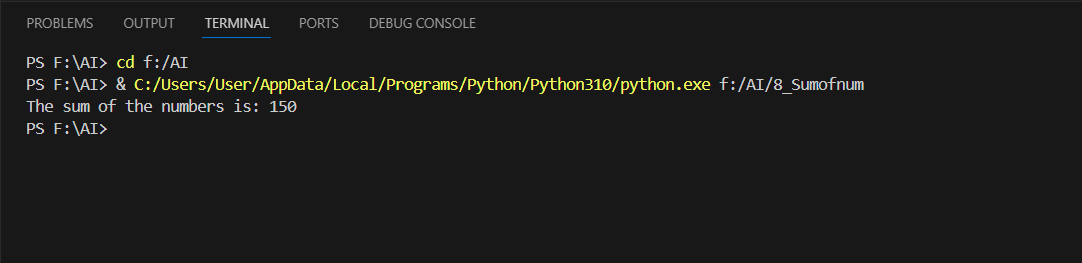 PROBLEMS OUTPUT TERMINAL PORTS DEBUG CONSOLE
PS F:\AI> cd f:/AI
PS F:\AI> & C:/Users/User/AppData/Local/Programs/Python/Python310/python.exe f:/AI/8_Sumofnum
The sum of the numbers is: 150
PS F:\AI>